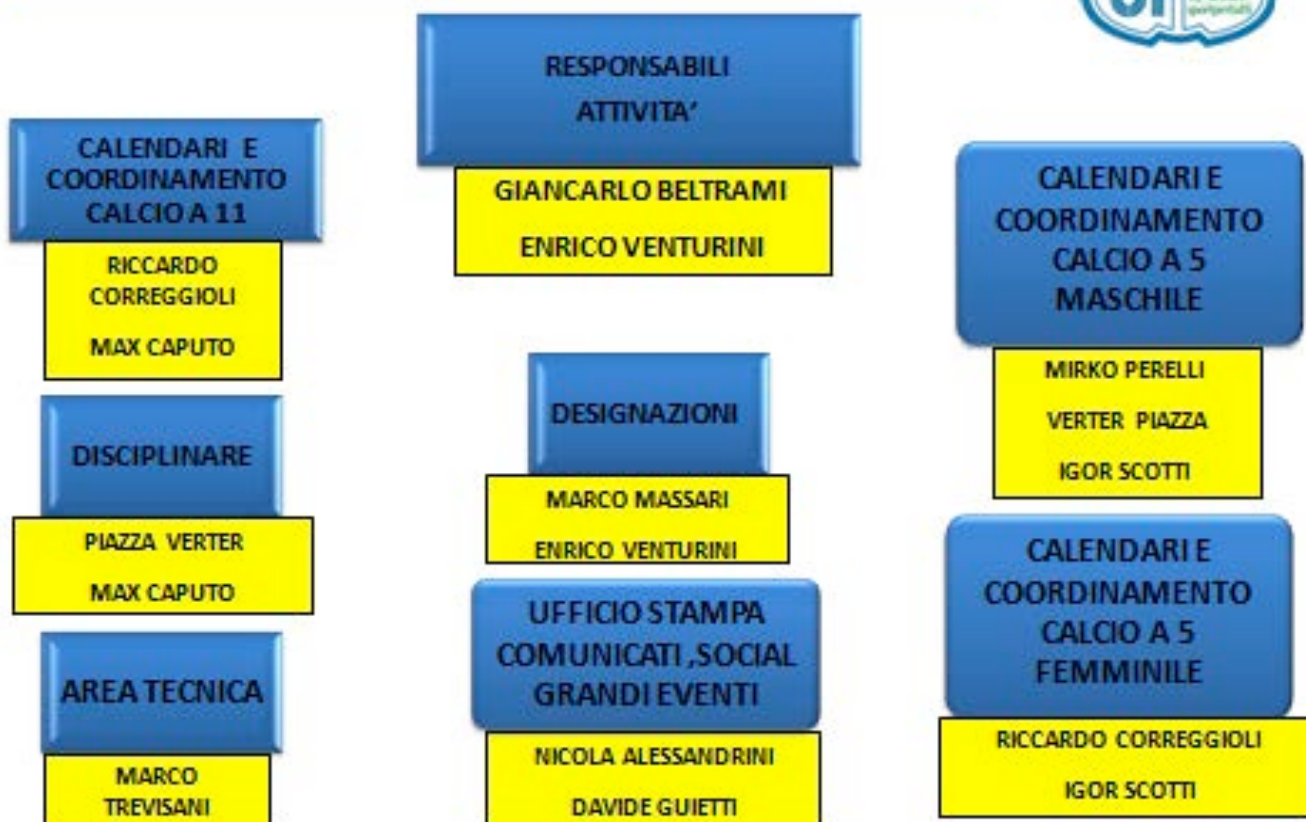 RESPONSABILI
ATTIVITA'
GIANCARLO BELTRAMI
ENRICO VENTURINI
CALENDARI E
COORDINAMENTO
CALCIO A 11
RICCARDO
CORREGGIOLI
MAX CAPUTO
DISCIPLINARE
PIAZZA VERTER
MAX CAPUTO
AREA TECNICA
MARCO
TREVISANI
DESIGNAZIONI
MARCO MASSARI
ENRICO VENTURINI
UFFICIO STAMPA
COMUNICATI ,SOCIAL
GRANDI EVENTI
NICOLA ALESSANDRINI
DAVIDE GUIETTI
CALENDARI E
COORDINAMENTO
CALCIO A 5
MASCHILE
MIRKO PERELLI
VERTER PIAZZA
IGOR SCOTTI
CALENDARI E
COORDINAMENTO
CALCIO A 5
FEMMINILE
RICCARDO CORREGGIOLI
IGOR SCOTTI